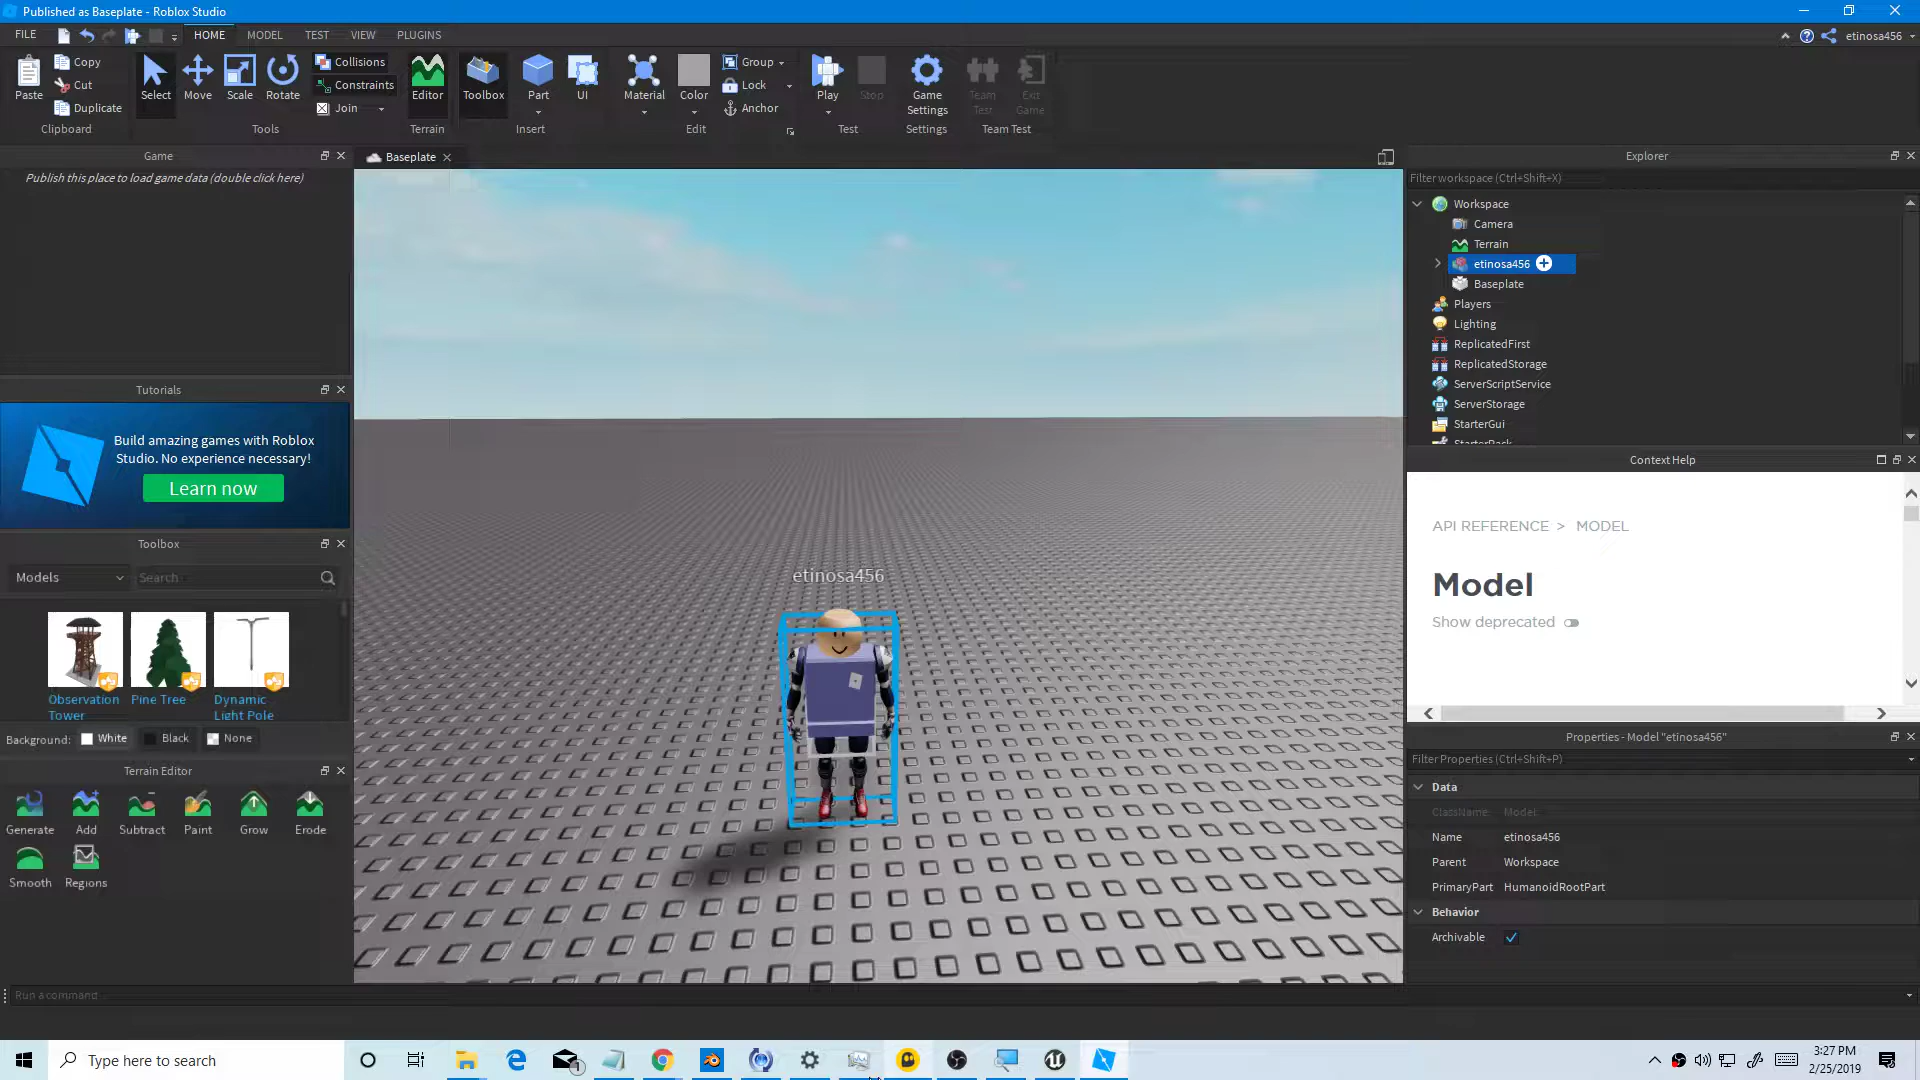 Published as Baseplate - Roblox Studio
FILE
HOME
MODEL
TEST
VIEW
PLUGINS
etinosa456
Paste
Copy
Cut
Duplicate
Clipboard
Select
Move
Scale
Rotate
Collisions
Constraints
Join
Tools
Editor
Terrain
Toolbox
Part
UI
Insert
Material
Color
Group
Lock
Anchor
Edit
Play
Stop
Test
Game
Settings
Settings
Team
Test
Exit
Game
Team Test
Game
Publish this place to load game data (double click here)
Tutorials
Build amazing games with Roblox
Studio. No experience necessary!
Learn now
Toolbox
Models
Search
Observation
Tower
Pine Tree
Dynamic
Light Pole
Background:
White
Black
None
Terrain Editor
Generate
Add
Subtract
Paint
Grow
Erode
Smooth
Regions
Run a command
Baseplate
etinosa456
Explorer
Filter workspace (Ctrl+Shift+X)
Workspace
Camera
Terrain
etinosa456
Baseplate
Players
Lighting
ReplicatedFirst
ReplicatedStorage
ServerScriptService
ServerStorage
StarterGui
StarterPack
Context Help
API REFERENCE > MODEL
Model
Show deprecated
Properties - Model "etinosa456"
Filter Properties (Ctrl+Shift+P)
Data
ClassName Model
Name etinosa456
Parent Workspace
PrimaryPart HumanoidRootPart
Behavior
Archivable
Type here to search
1
3:27 PM
2/25/2019